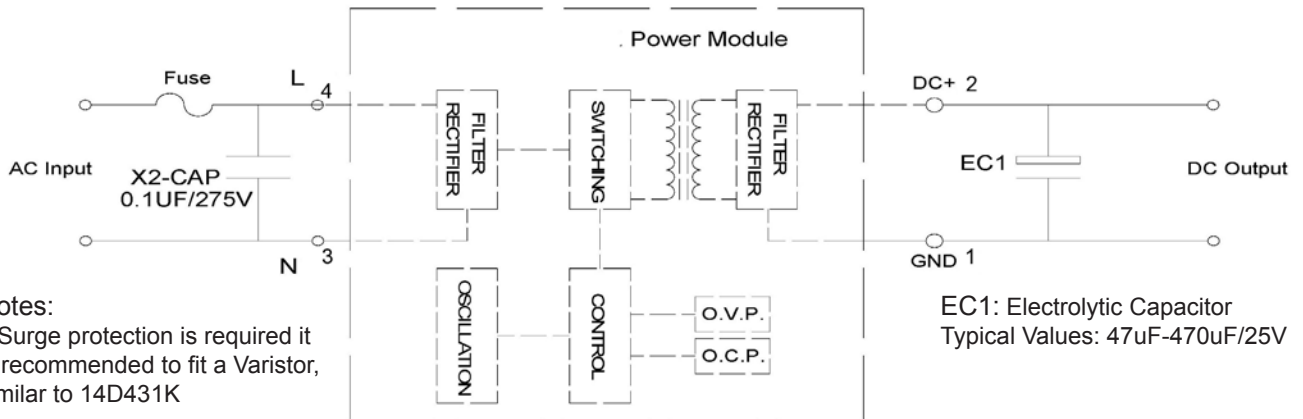 . Power Module
Fuse
L
4
DC+ 2
FILTER
RECTIFIER
SWITCHING
FILTER
RECTIFIER
AC Input
X2-CAP
0.1UF/275V
EC1
DC Output
N
3
GND 1
OSCILLATION
CONTROL
O.V.P.
O.C.P.
otes:
Surge protection is required it
recommended to fit a Varistor,
milar to 14D431K
EC1: Electrolytic Capacitor
Typical Values: 47uF-470uF/25V